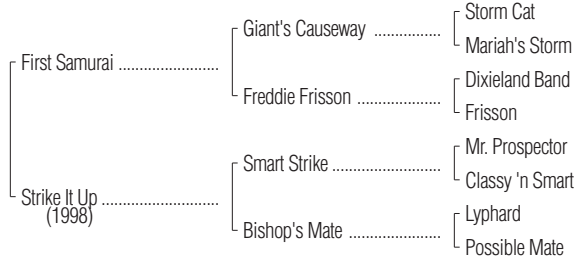 Storm Cat
Giant's Causeway ..................
Mariah's Storm
First Samurai ...........................
Dixieland Band
Freddie Frisson .......................
Frisson
Mr. Prospector
Smart Strike .............................
Classy 'n Smart
Strike It Up ................................
(1998)
Lyphard
Bishop's Mate .........................
Possible Mate